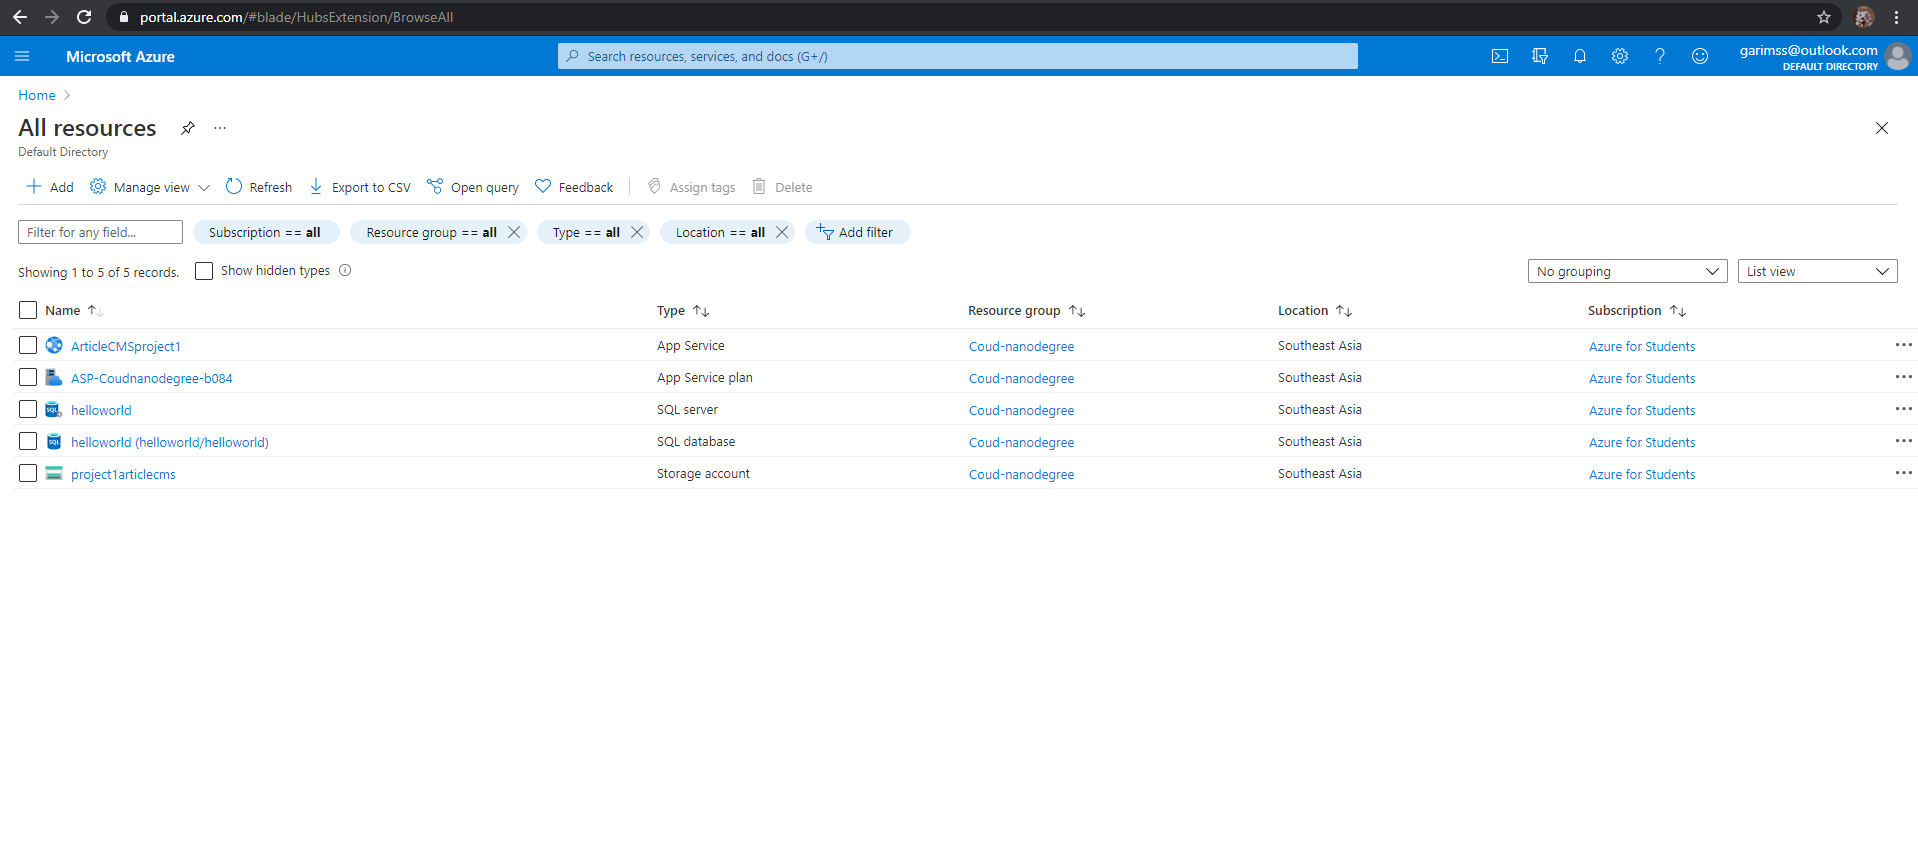 portal.azure.com/#blade/HubsExtension/BrowseAll
Microsoft Azure
Search resources, services, and docs (G+/)
garimss@outlook.com
DEFAULT DIRECTORY
Home
All resources
Default Directory
Add Manage view Refresh Export to CSV Open query Feedback Assign tags Delete
Filter for any field... Subscription == all Resource group == all Type == all Location == all Add filter
Showing 1 to 5 of 5 records. Show hidden types No grouping List view
Name Type Resource group Location Subscription
ArticleCMSproject1 App Service Coud-nanodegree Southeast Asia Azure for Students
ASP-Coudnanodegree-b084 App Service plan Coud-nanodegree Southeast Asia Azure for Students
helloworld SQL server Coud-nanodegree Southeast Asia Azure for Students
helloworld (helloworld/helloworld) SQL database Coud-nanodegree Southeast Asia Azure for Students
project1articlecms Storage account Coud-nanodegree Southeast Asia Azure for Students